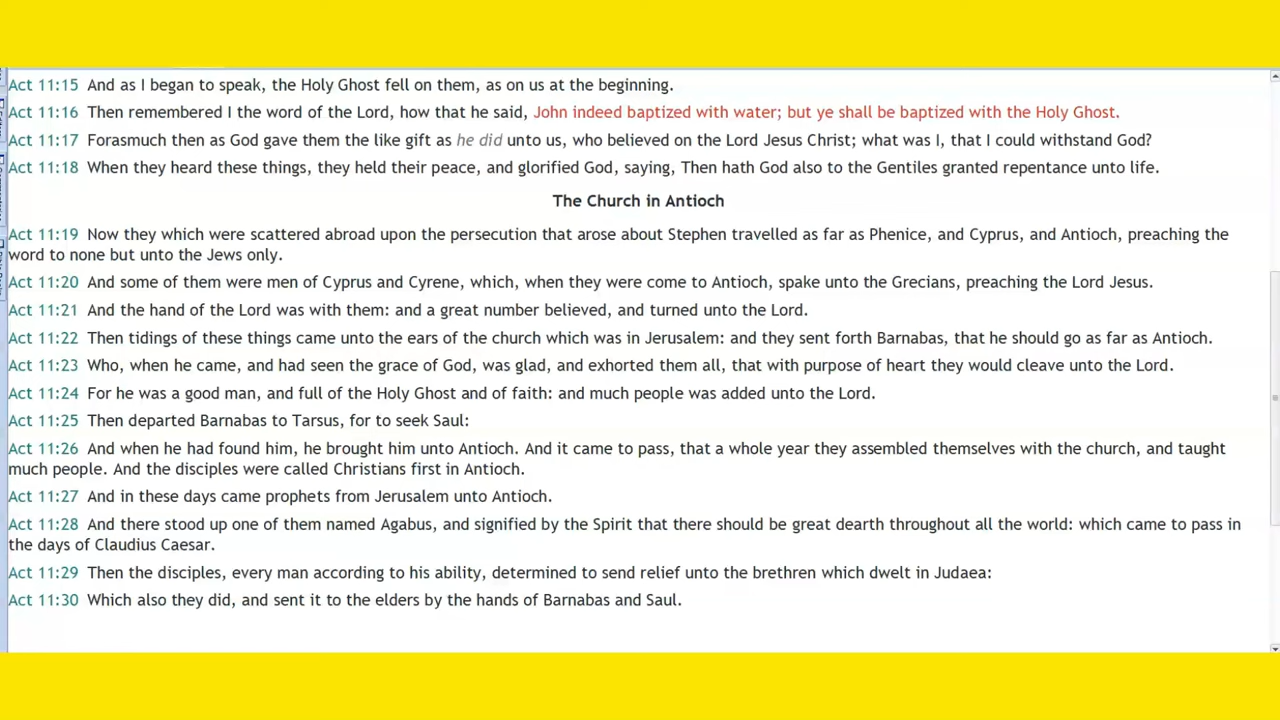 Act 11:15 And as I began to speak, the Holy Ghost fell on them, as on us at the beginning.
Act 11:16 Then remembered I the word of the Lord, how that he said, John indeed baptized with water; but ye shall be baptized with the Holy Ghost.
Act 11:17 Forasmuch then as God gave them the like gift as he did unto us, who believed on the Lord Jesus Christ; what was I, that I could withstand God?
Act 11:18 When they heard these things, they held their peace, and glorified God, saying, Then hath God also to the Gentiles granted repentance unto life.
The Church in Antioch
Act 11:19 Now they which were scattered abroad upon the persecution that arose about Stephen travelled as far as Phenice, and Cyprus, and Antioch, preaching the
word to none but unto the Jews only.
Act 11:20 And some of them were men of Cyprus and Cyrene, which, when they were come to Antioch, spake unto the Grecians, preaching the Lord Jesus.
Act 11:21 And the hand of the Lord was with them: and a great number believed, and turned unto the Lord.
Act 11:22 Then tidings of these things came unto the ears of the church which was in Jerusalem: and they sent forth Barnabas, that he should go as far as Antioch.
Act 11:23 Who, when he came, and had seen the grace of God, was glad, and exhorted them all, that with purpose of heart they would cleave unto the Lord.
Act 11:24 For he was a good man, and full of the Holy Ghost and of faith: and much people was added unto the Lord.
Act 11:25 Then departed Barnabas to Tarsus, for to seek Saul:
Act 11:26 And when he had found him, he brought him unto Antioch. And it came to pass, that a whole year they assembled themselves with the church, and taught
much people. And the disciples were called Christians first in Antioch.
Act 11:27 And in these days came prophets from Jerusalem unto Antioch.
Act 11:28 And there stood up one of them named Agabus, and signified by the Spirit that there should be great dearth throughout all the world: which came to pass in
the days of Claudius Caesar.
Act 11:29 Then the disciples, every man according to his ability, determined to send relief unto the brethren which dwelt in Judaea:
Act 11:30 Which also they did, and sent it to the elders by the hands of Barnabas and Saul.